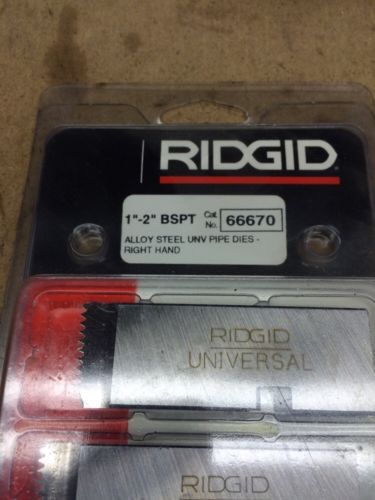 RIDGID
1"-2" BSPT Cat. No. 66670
ALLOY STEEL UNV PIPE DIES -
RIGHT HAND
RIDGID
UNIVERSAL
RIDGID